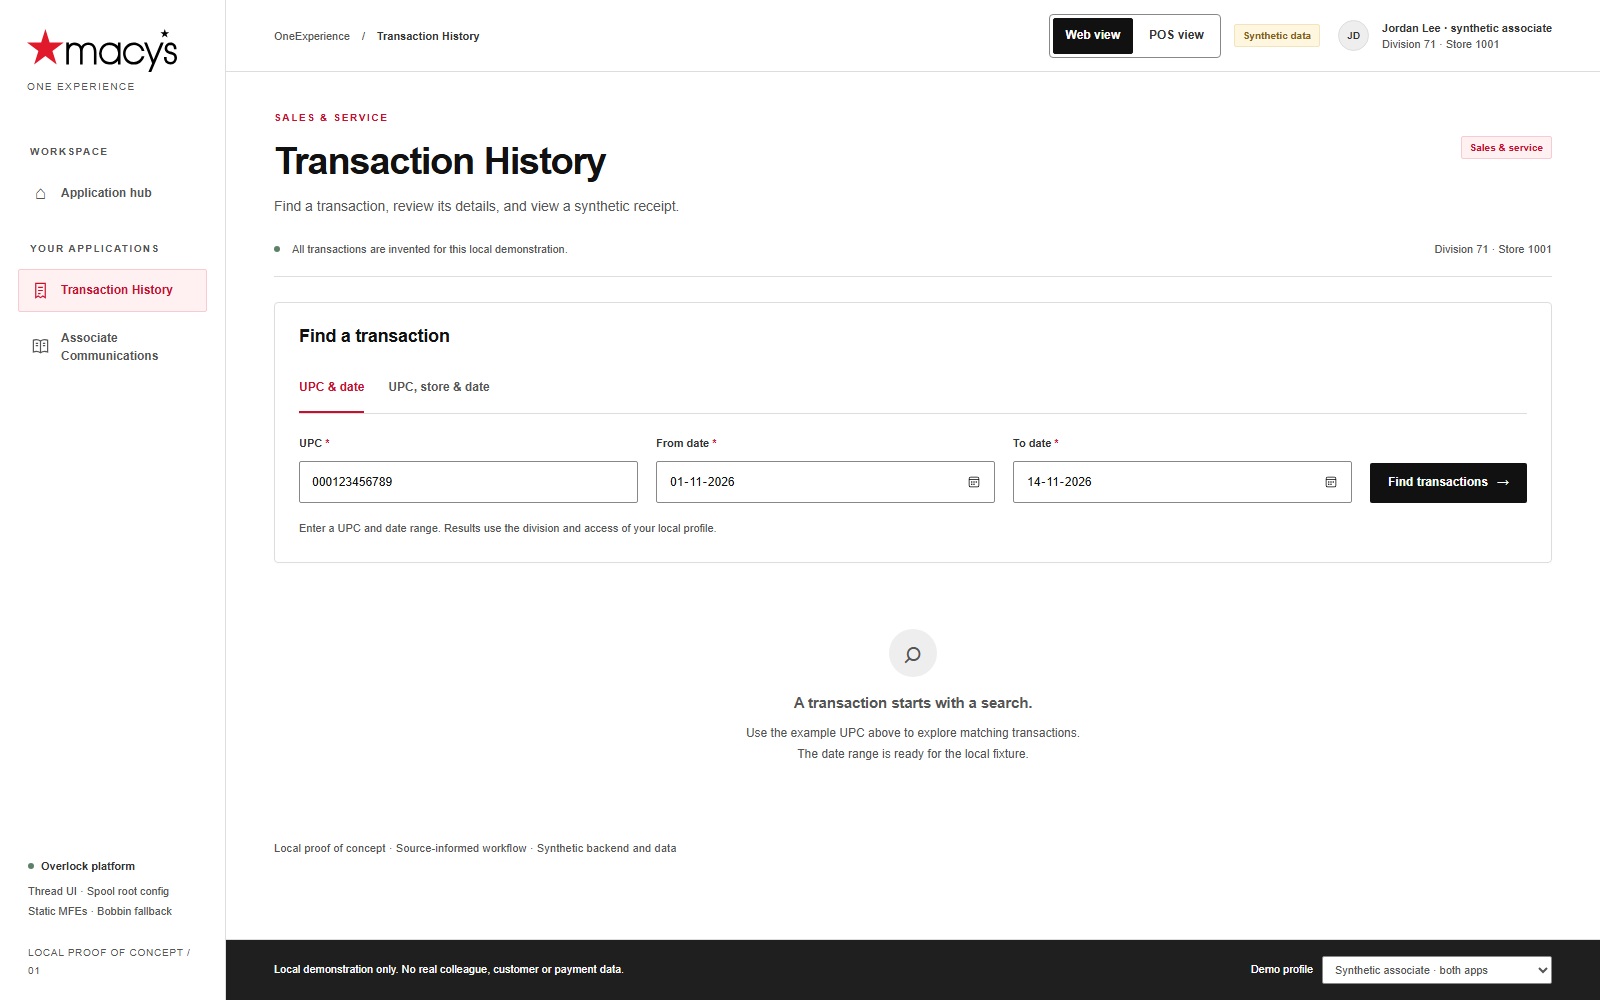 macys
ONE EXPERIENCE
WORKSPACE
Application hub
YOUR APPLICATIONS
Transaction History
Associate
Communications
Overlock platform
Thread UI · Spool root config
Static MFEs · Bobbin fallback
LOCAL PROOF OF CONCEPT /
01
OneExperience / Transaction History
Web view
POS view
Synthetic data
JD
Jordan Lee · synthetic associate
Division 71 · Store 1001
SALES & SERVICE
Transaction History
Sales & service
Find a transaction, review its details, and view a synthetic receipt.
All transactions are invented for this local demonstration.
Division 71 · Store 1001
Find a transaction
UPC & date
UPC, store & date
UPC *
From date *
To date *
000123456789
01-11-2026
14-11-2026
Find transactions →
Enter a UPC and date range. Results use the division and access of your local profile.
A transaction starts with a search.
Use the example UPC above to explore matching transactions.
The date range is ready for the local fixture.
Local proof of concept · Source-informed workflow · Synthetic backend and data
Local demonstration only. No real colleague, customer or payment data.
Demo profile
Synthetic associate · both apps